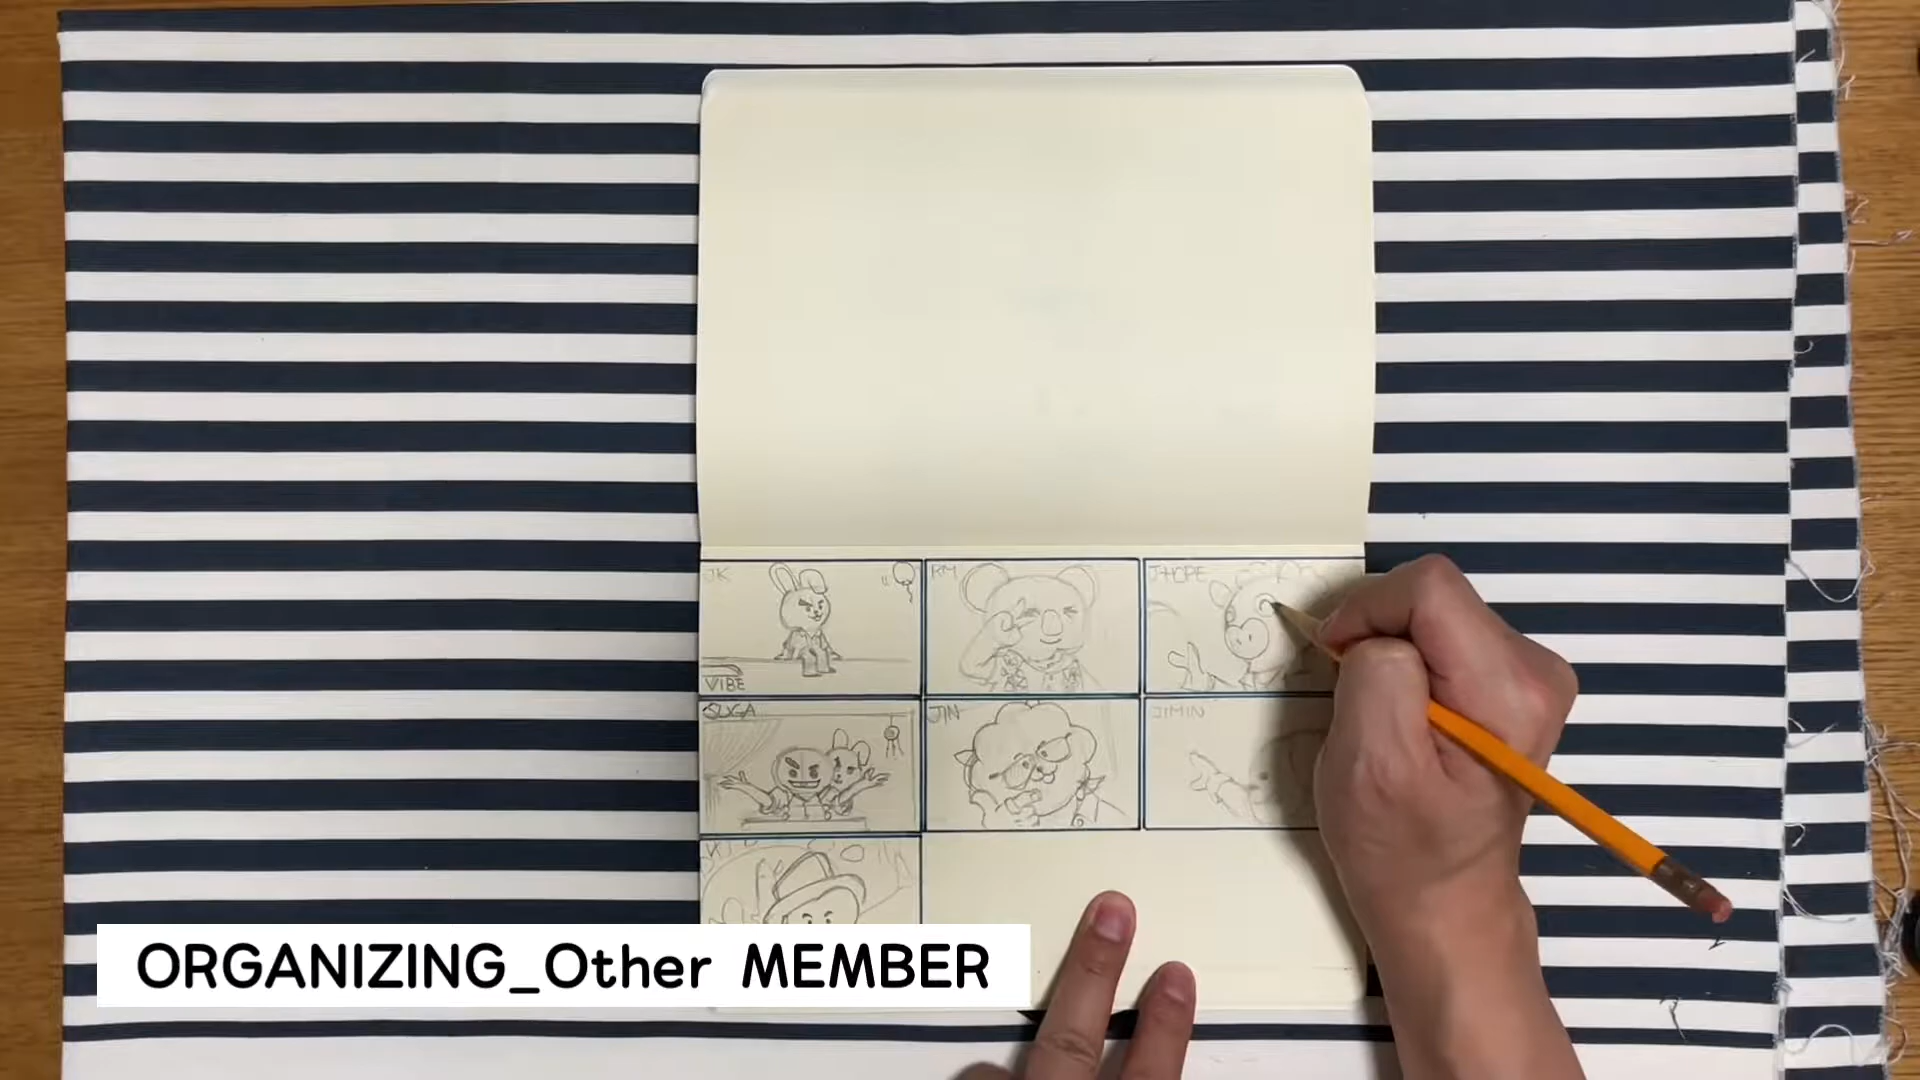 JK
RM
J-HOPE
VIBE
SUGA
JIN
JIMIN
ORGANIZING_Other MEMBER